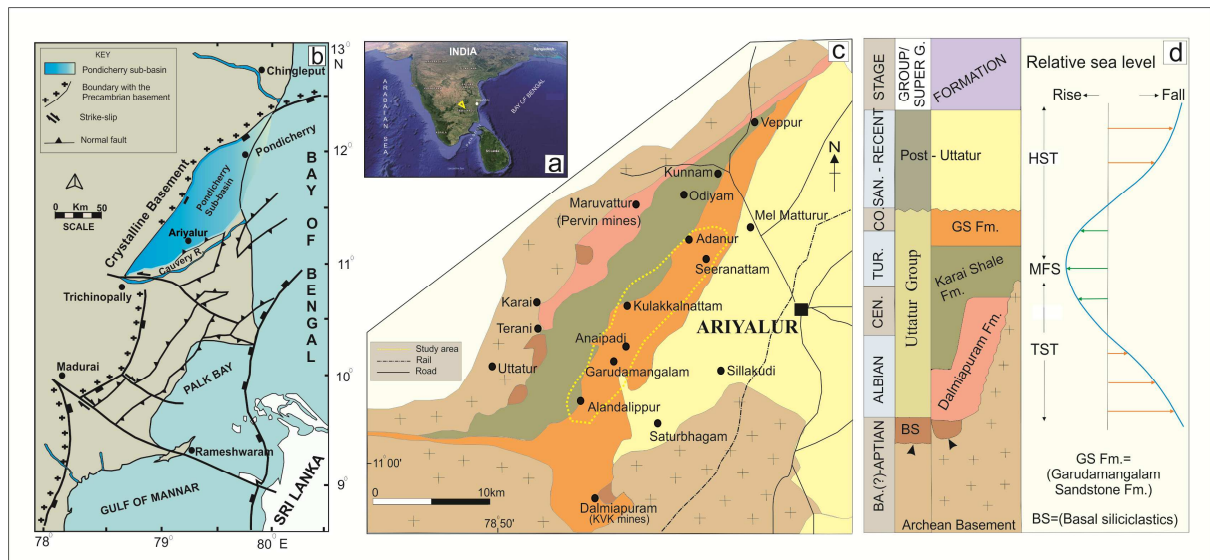 b
KEY
Pondicherry sub-basin
Boundary with the
Precambrian basement
Strike-slip
Normal fault
0 Km 50
SCALE
Chingleput
Pondicherry
Pondicherry
Sub-basin
Crystalline Basement
Ariyalur
Cauvery R.
Trichinopally
Madurai
PALK BAY
Rameshwaram
GULF OF MANNAR
SRI LANKA
BAY OF BENGAL
13° N
12°
11°
10°
9°
78° 79° 80° E
INDIA
ARADATAN SEA
BAY OF BENGAL
a
c
Veppur
Kunnam
Odiyam
Maruvattur
(Pervin mines)
Mel Matturur
Adanur
Seeranattam
Karai
Kulakkalnattam
ARIYALUR
Terani
Anaipadi
Uttatur
Garudamangalam
Sillakudi
Alandalippur
Saturbhagam
Dalmiapuram
(KVK mines)
N
Study area
Rail
Road
11° 00'
0 10km
78° 50'
d
STAGE
GROUP/
SUPER G.
FORMATION
Relative sea level
Rise Fall
SAN. - RECENT
CO.
TUR.
CEN.
ALBIAN
BA.(?)-APTIAN
Post - Uttatur
Uttatur Group
GS Fm.
Karai Shale
Fm.
Dalmiapuram Fm.
BS
Archean Basement
HST
MFS
TST
GS Fm.=
(Garudamangalam
Sandstone Fm.)
BS=(Basal siliciclastics)